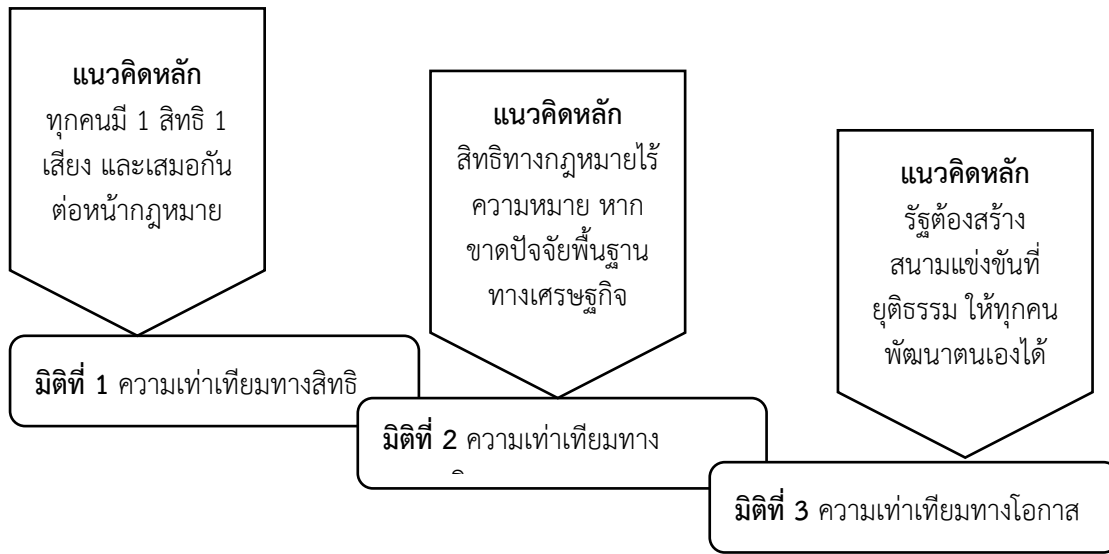 แนวคิดหลัก
ทุกคนมี 1 สิทธิ 1
เสียง และเสมอกัน
ต่อหน้ากฎหมาย
แนวคิดหลัก
สิทธิทางกฎหมายไร้
ความหมาย หาก
ขาดปัจจัยพื้นฐาน
ทางเศรษฐกิจ
แนวคิดหลัก
รัฐต้องสร้าง
สนามแข่งขันที่
ยุติธรรม ให้ทุกคน
พัฒนาตนเองได้
มิติที่ 1 ความเท่าเทียมทางสิทธิ
มิติที่ 2 ความเท่าเทียมทาง
มิติที่ 3 ความเท่าเทียมทางโอกาส